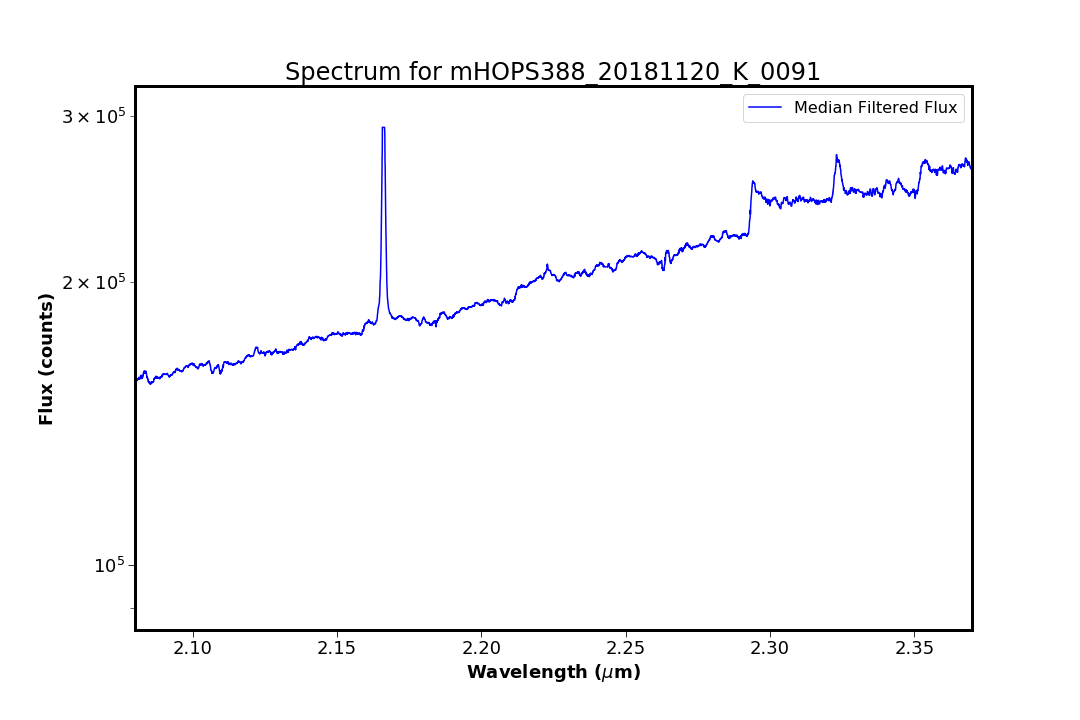 Spectrum for mHOPS388_20181120_K_0091
Median Filtered Flux
3 × 10⁵
2 × 10⁵
10⁵
Flux (counts)
2.10 2.15 2.20 2.25 2.30 2.35
Wavelength (μm)